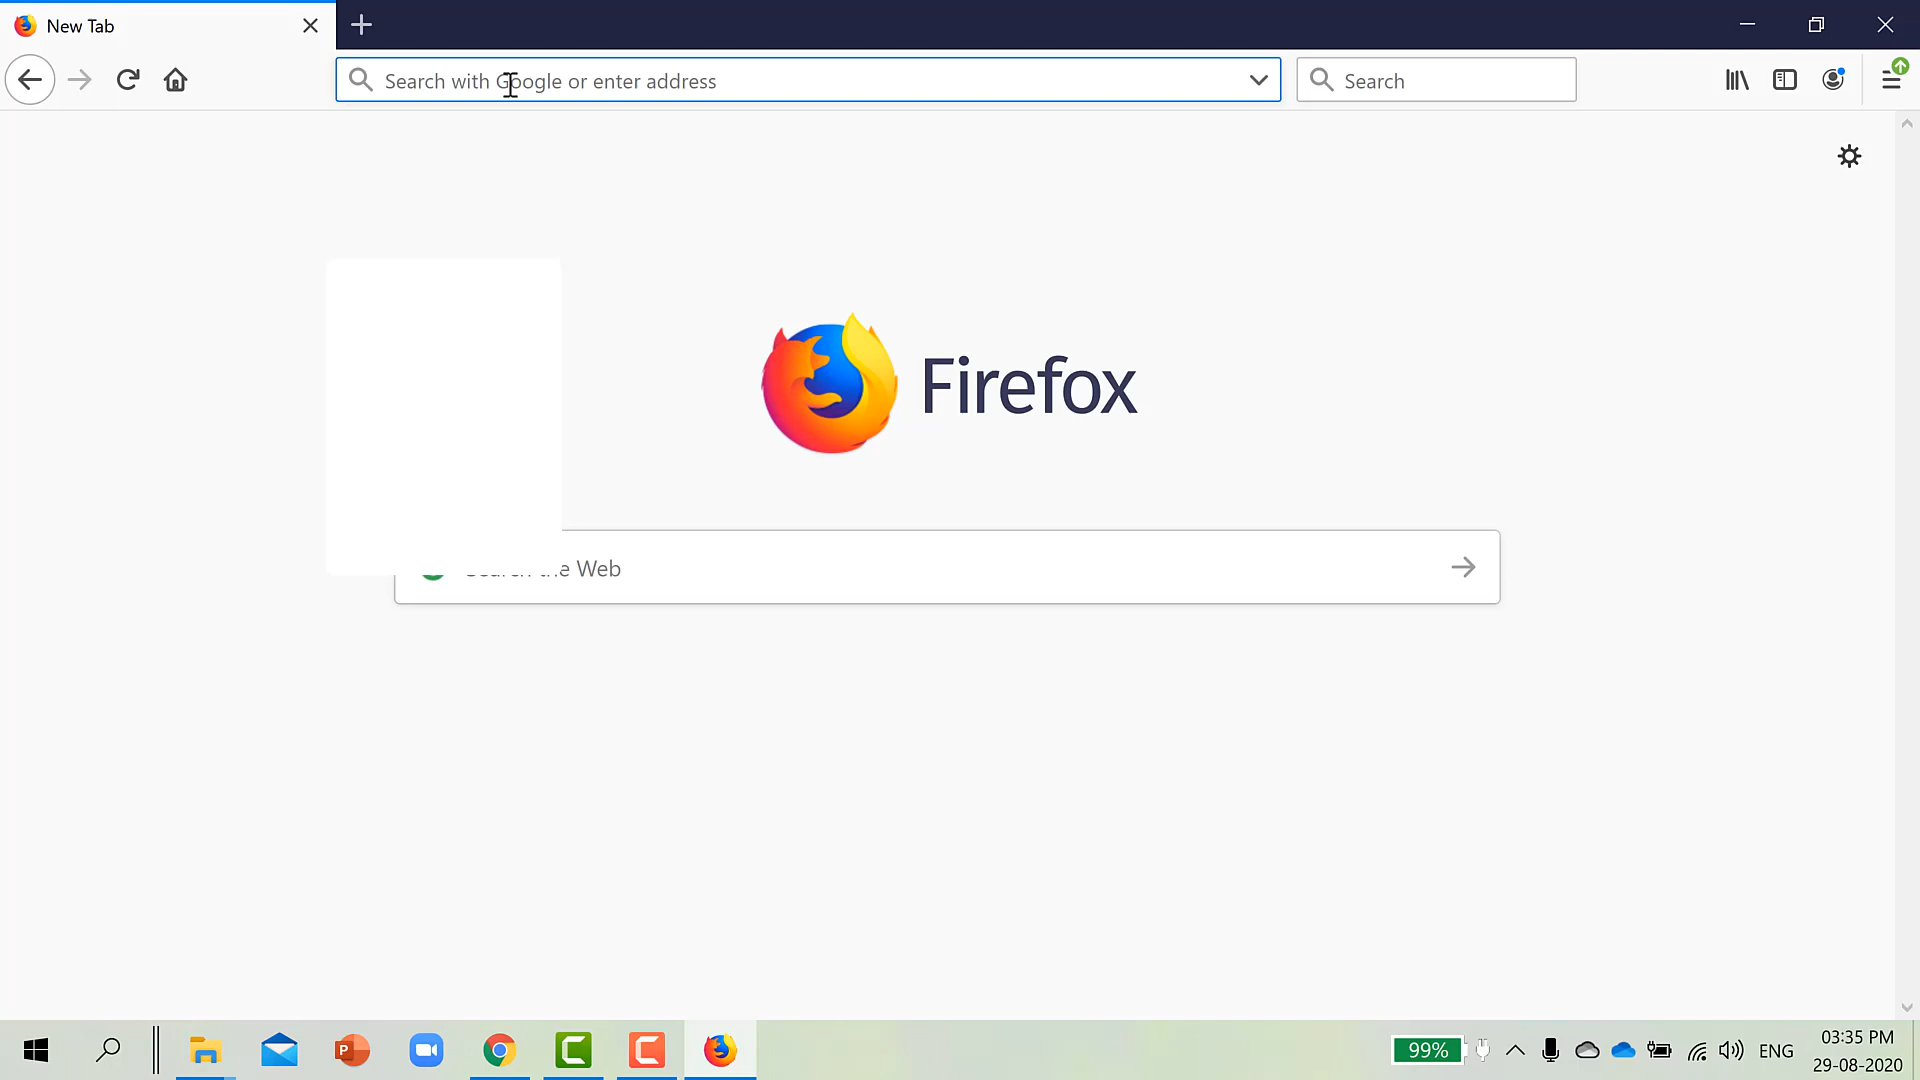 New Tab
Search with Google or enter address
Search
Firefox
the Web
99%
ENG
03:35 PM
29-08-2020